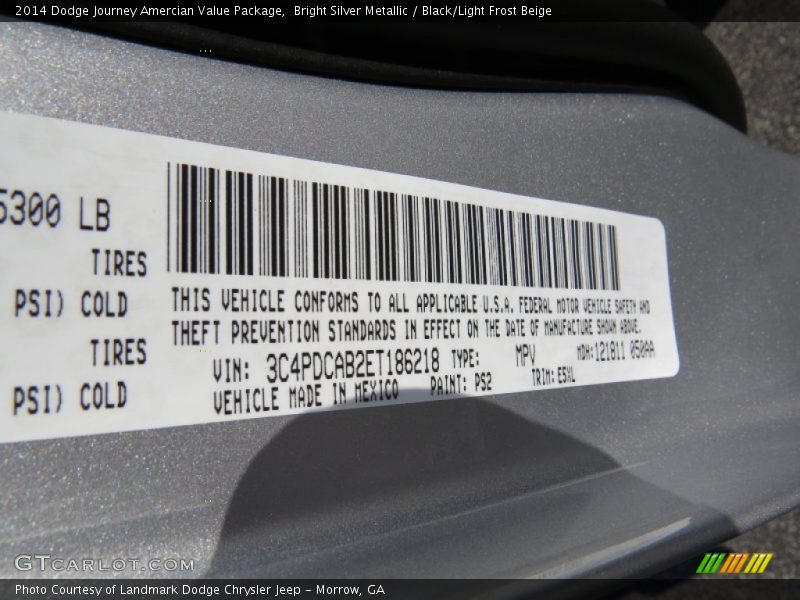 2014 Dodge Journey Amercian Value Package,  Bright Silver Metallic / Black/Light Frost Beige
5300 LB
TIRES
PSI) COLD
TIRES
PSI) COLD
THIS VEHICLE CONFORMS TO ALL APPLICABLE U.S.A. FEDERAL MOTOR VEHICLE SAFETY AND
THEFT PREVENTION STANDARDS IN EFFECT ON THE DATE OF MANUFACTURE SHOWN ABOVE.
VIN: 3C4PDCAB2ET186218 TYPE: MPV MDH:121811 050AA
VEHICLE MADE IN MEXICO PAINT: PS2 TRIM: E5XL
GTCARLOT.COM
Photo Courtesy of Landmark Dodge Chrysler Jeep - Morrow, GA